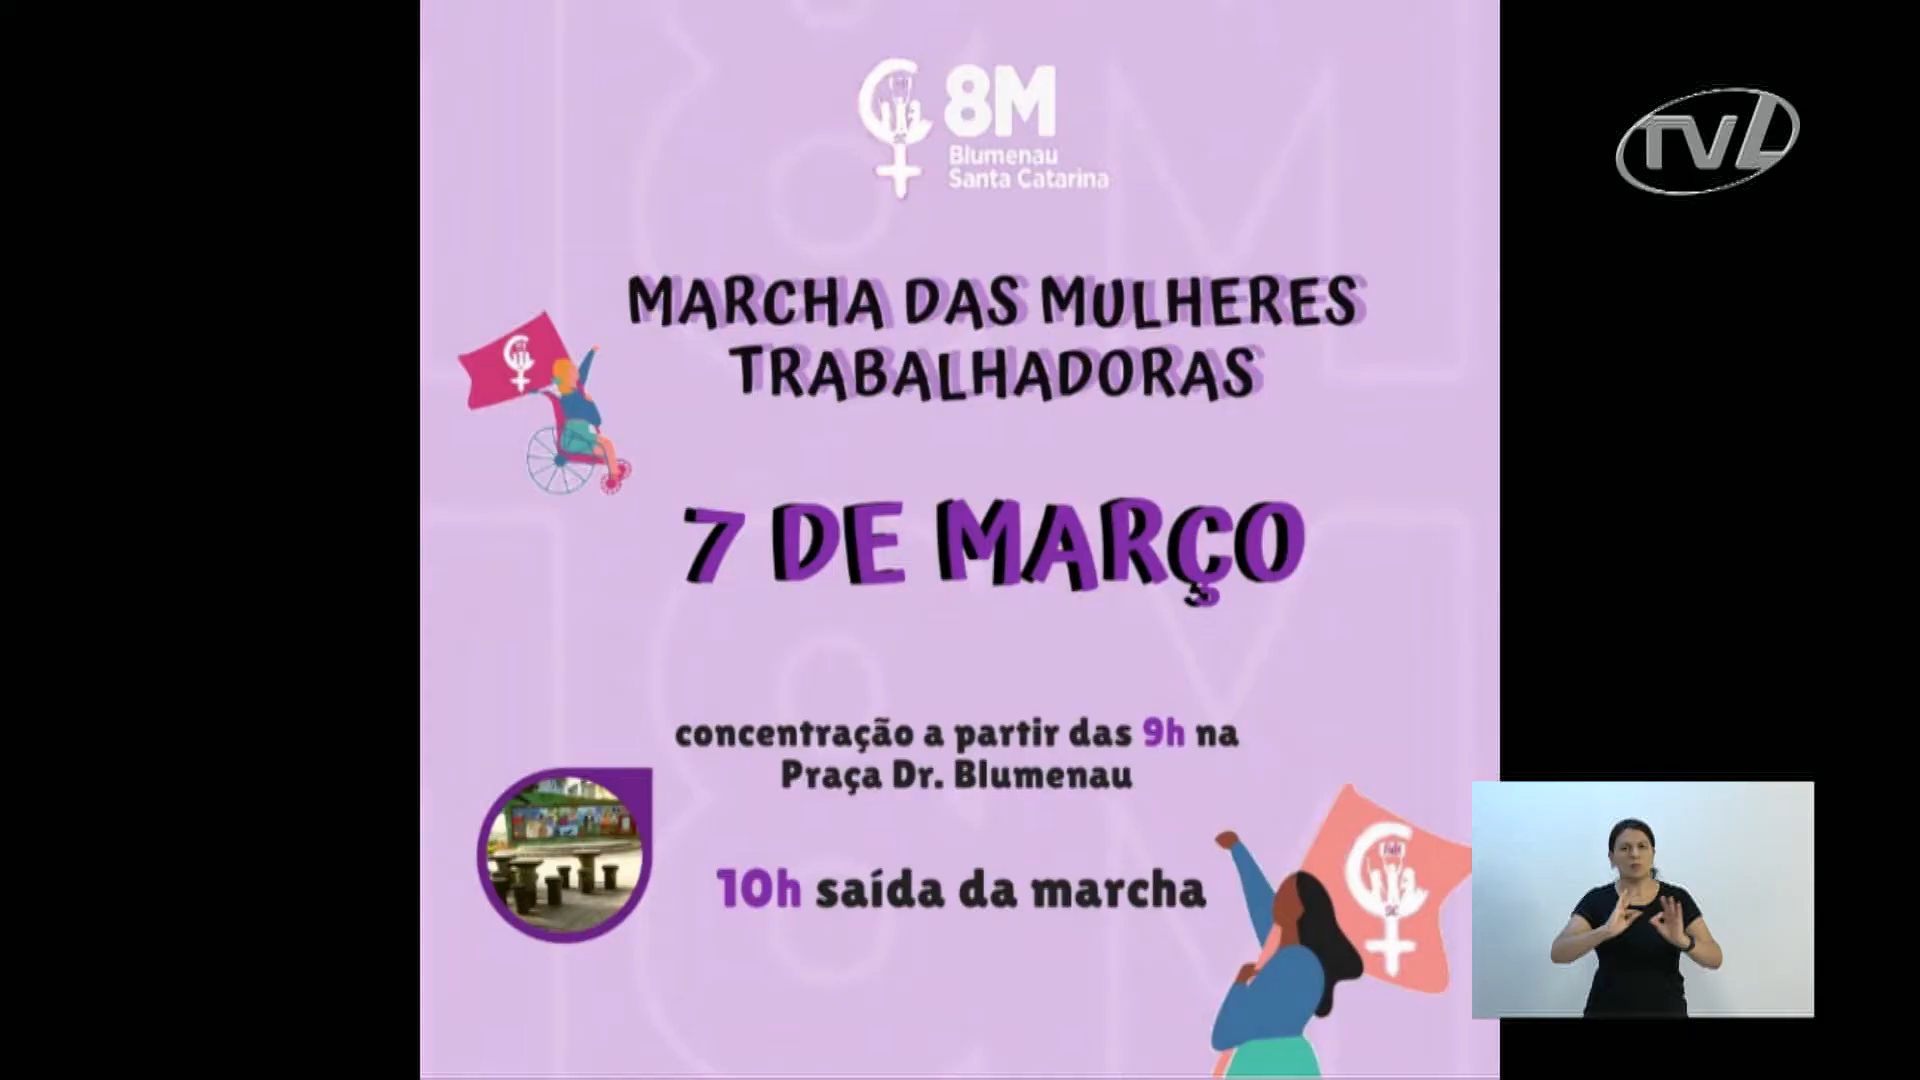 8M
Blumenau
Santa Catarina
TVL
MARCHA DAS MULHERES
TRABALHADORAS
7 DE MARÇO
concentração a partir das 9h na
Praça Dr. Blumenau
10h saída da marcha
SC